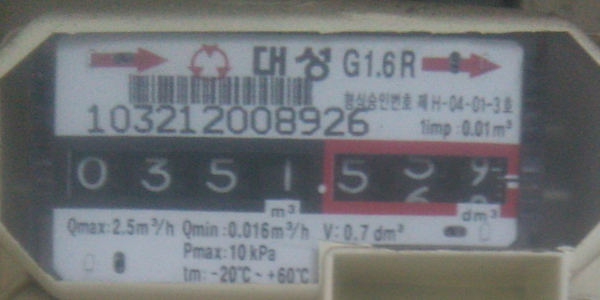 대성 G1.6R
103212008926
형식승인번호 제 H-04-01-3호
1imp : 0.01m³
0351.5
m³ dm³
Qmax: 2.5m³/h Qmin: 0.016m³/h V: 0.7 dm³
Pmax: 10 kPa
tm: -20℃ ~ +60℃